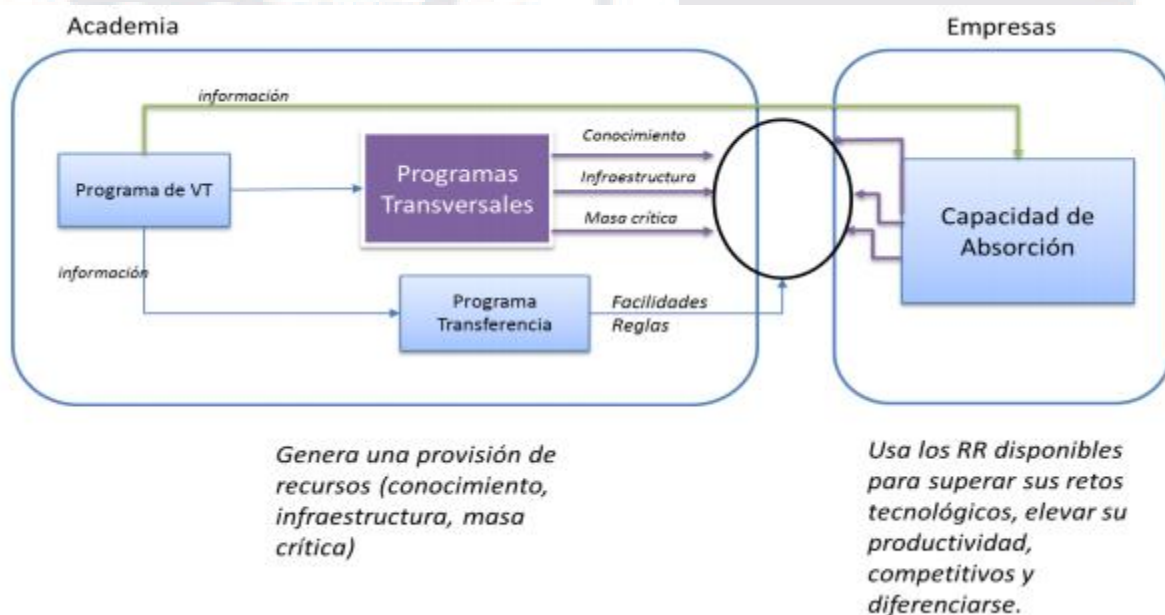 Academia
Empresas
información
Programa de VT
Programas
Transversales
Conocimiento
Infraestructura
Masa crítica
Capacidad de
Absorción
información
Programa
Transferencia
Facilidades
Reglas
Genera una provisión de
recursos (conocimiento,
infraestructura, masa
crítica)
Usa los RR disponibles
para superar sus retos
tecnológicos, elevar su
productividad,
competitivos y
diferenciarse.